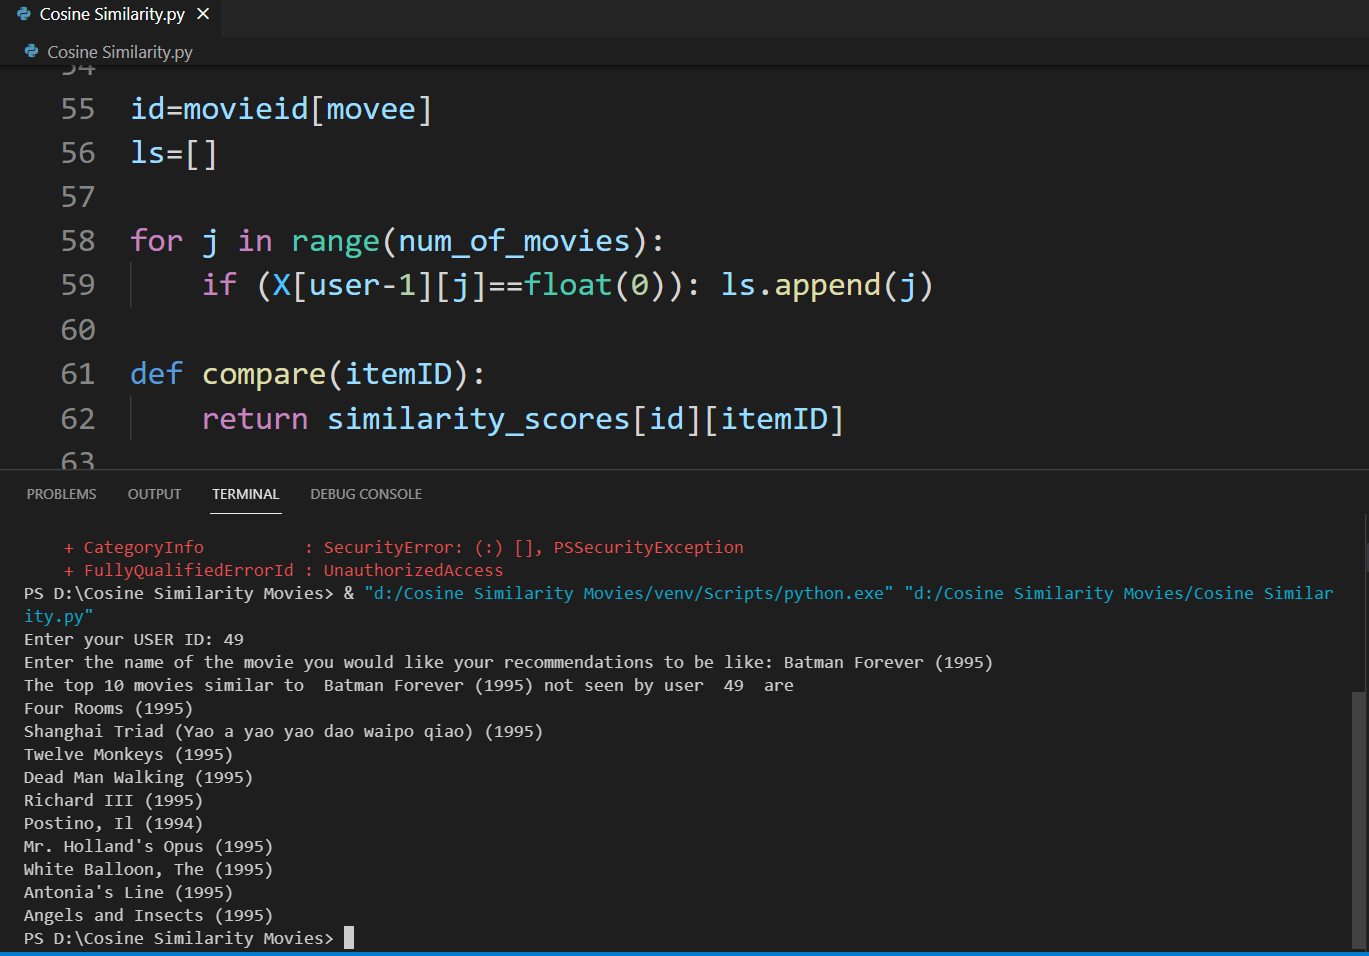 Cosine Similarity.py
Cosine Similarity.py
54
55 id=movieid[movee]
56 ls=[]
57
58 for j in range(num_of_movies):
59 if (X[user-1][j]==float(0)): ls.append(j)
60
61 def compare(itemID):
62 return similarity_scores[id][itemID]
63
PROBLEMS OUTPUT TERMINAL DEBUG CONSOLE
+ CategoryInfo : SecurityError: (:) [], PSSecurityException
+ FullyQualifiedErrorId : UnauthorizedAccess
PS D:\Cosine Similarity Movies> & "d:/Cosine Similarity Movies/venv/Scripts/python.exe" "d:/Cosine Similarity Movies/Cosine Similar
ity.py"
Enter your USER ID: 49
Enter the name of the movie you would like your recommendations to be like: Batman Forever (1995)
The top 10 movies similar to  Batman Forever (1995) not seen by user  49  are
Four Rooms (1995)
Shanghai Triad (Yao a yao yao dao waipo qiao) (1995)
Twelve Monkeys (1995)
Dead Man Walking (1995)
Richard III (1995)
Postino, Il (1994)
Mr. Holland's Opus (1995)
White Balloon, The (1995)
Antonia's Line (1995)
Angels and Insects (1995)
PS D:\Cosine Similarity Movies>